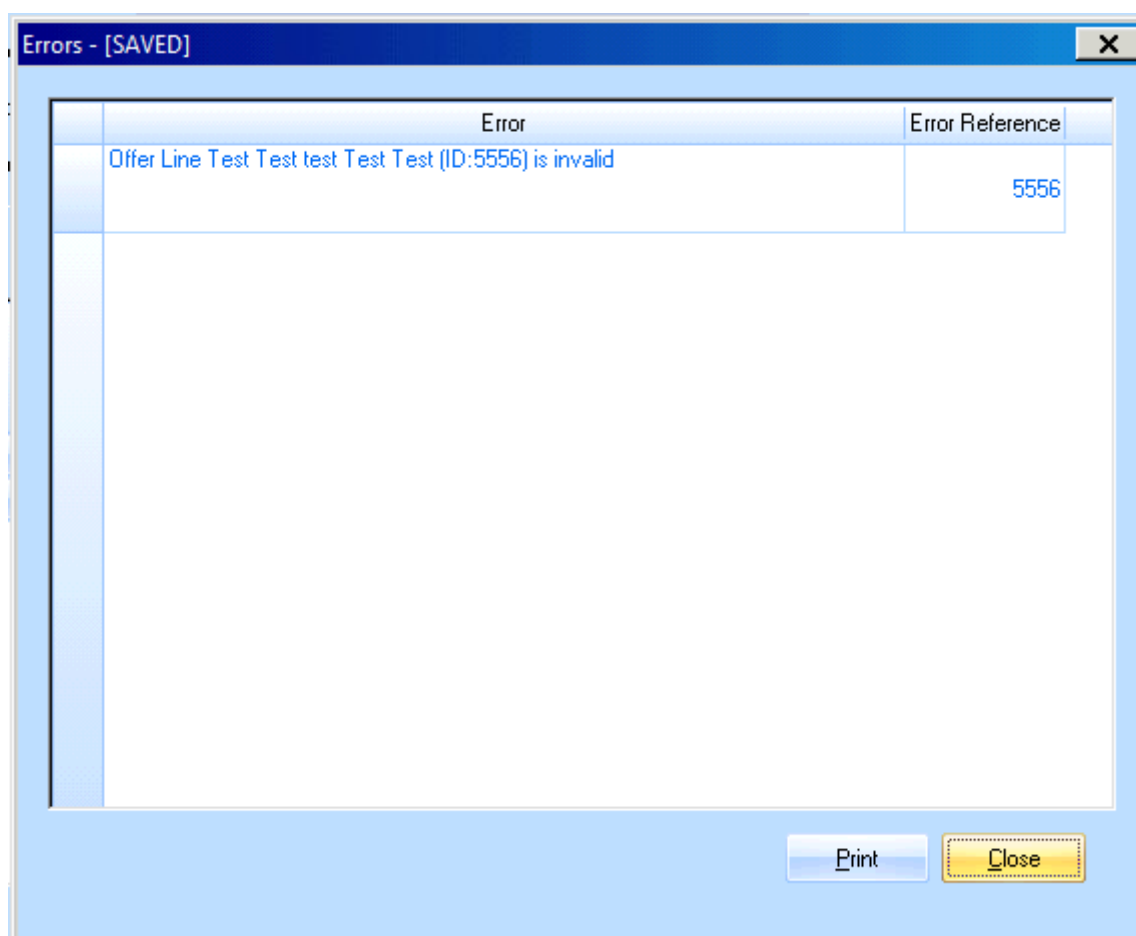 Errors - [SAVED]
Error Error Reference
Offer Line Test Test test Test Test (ID:5556) is invalid
5556
Print Close